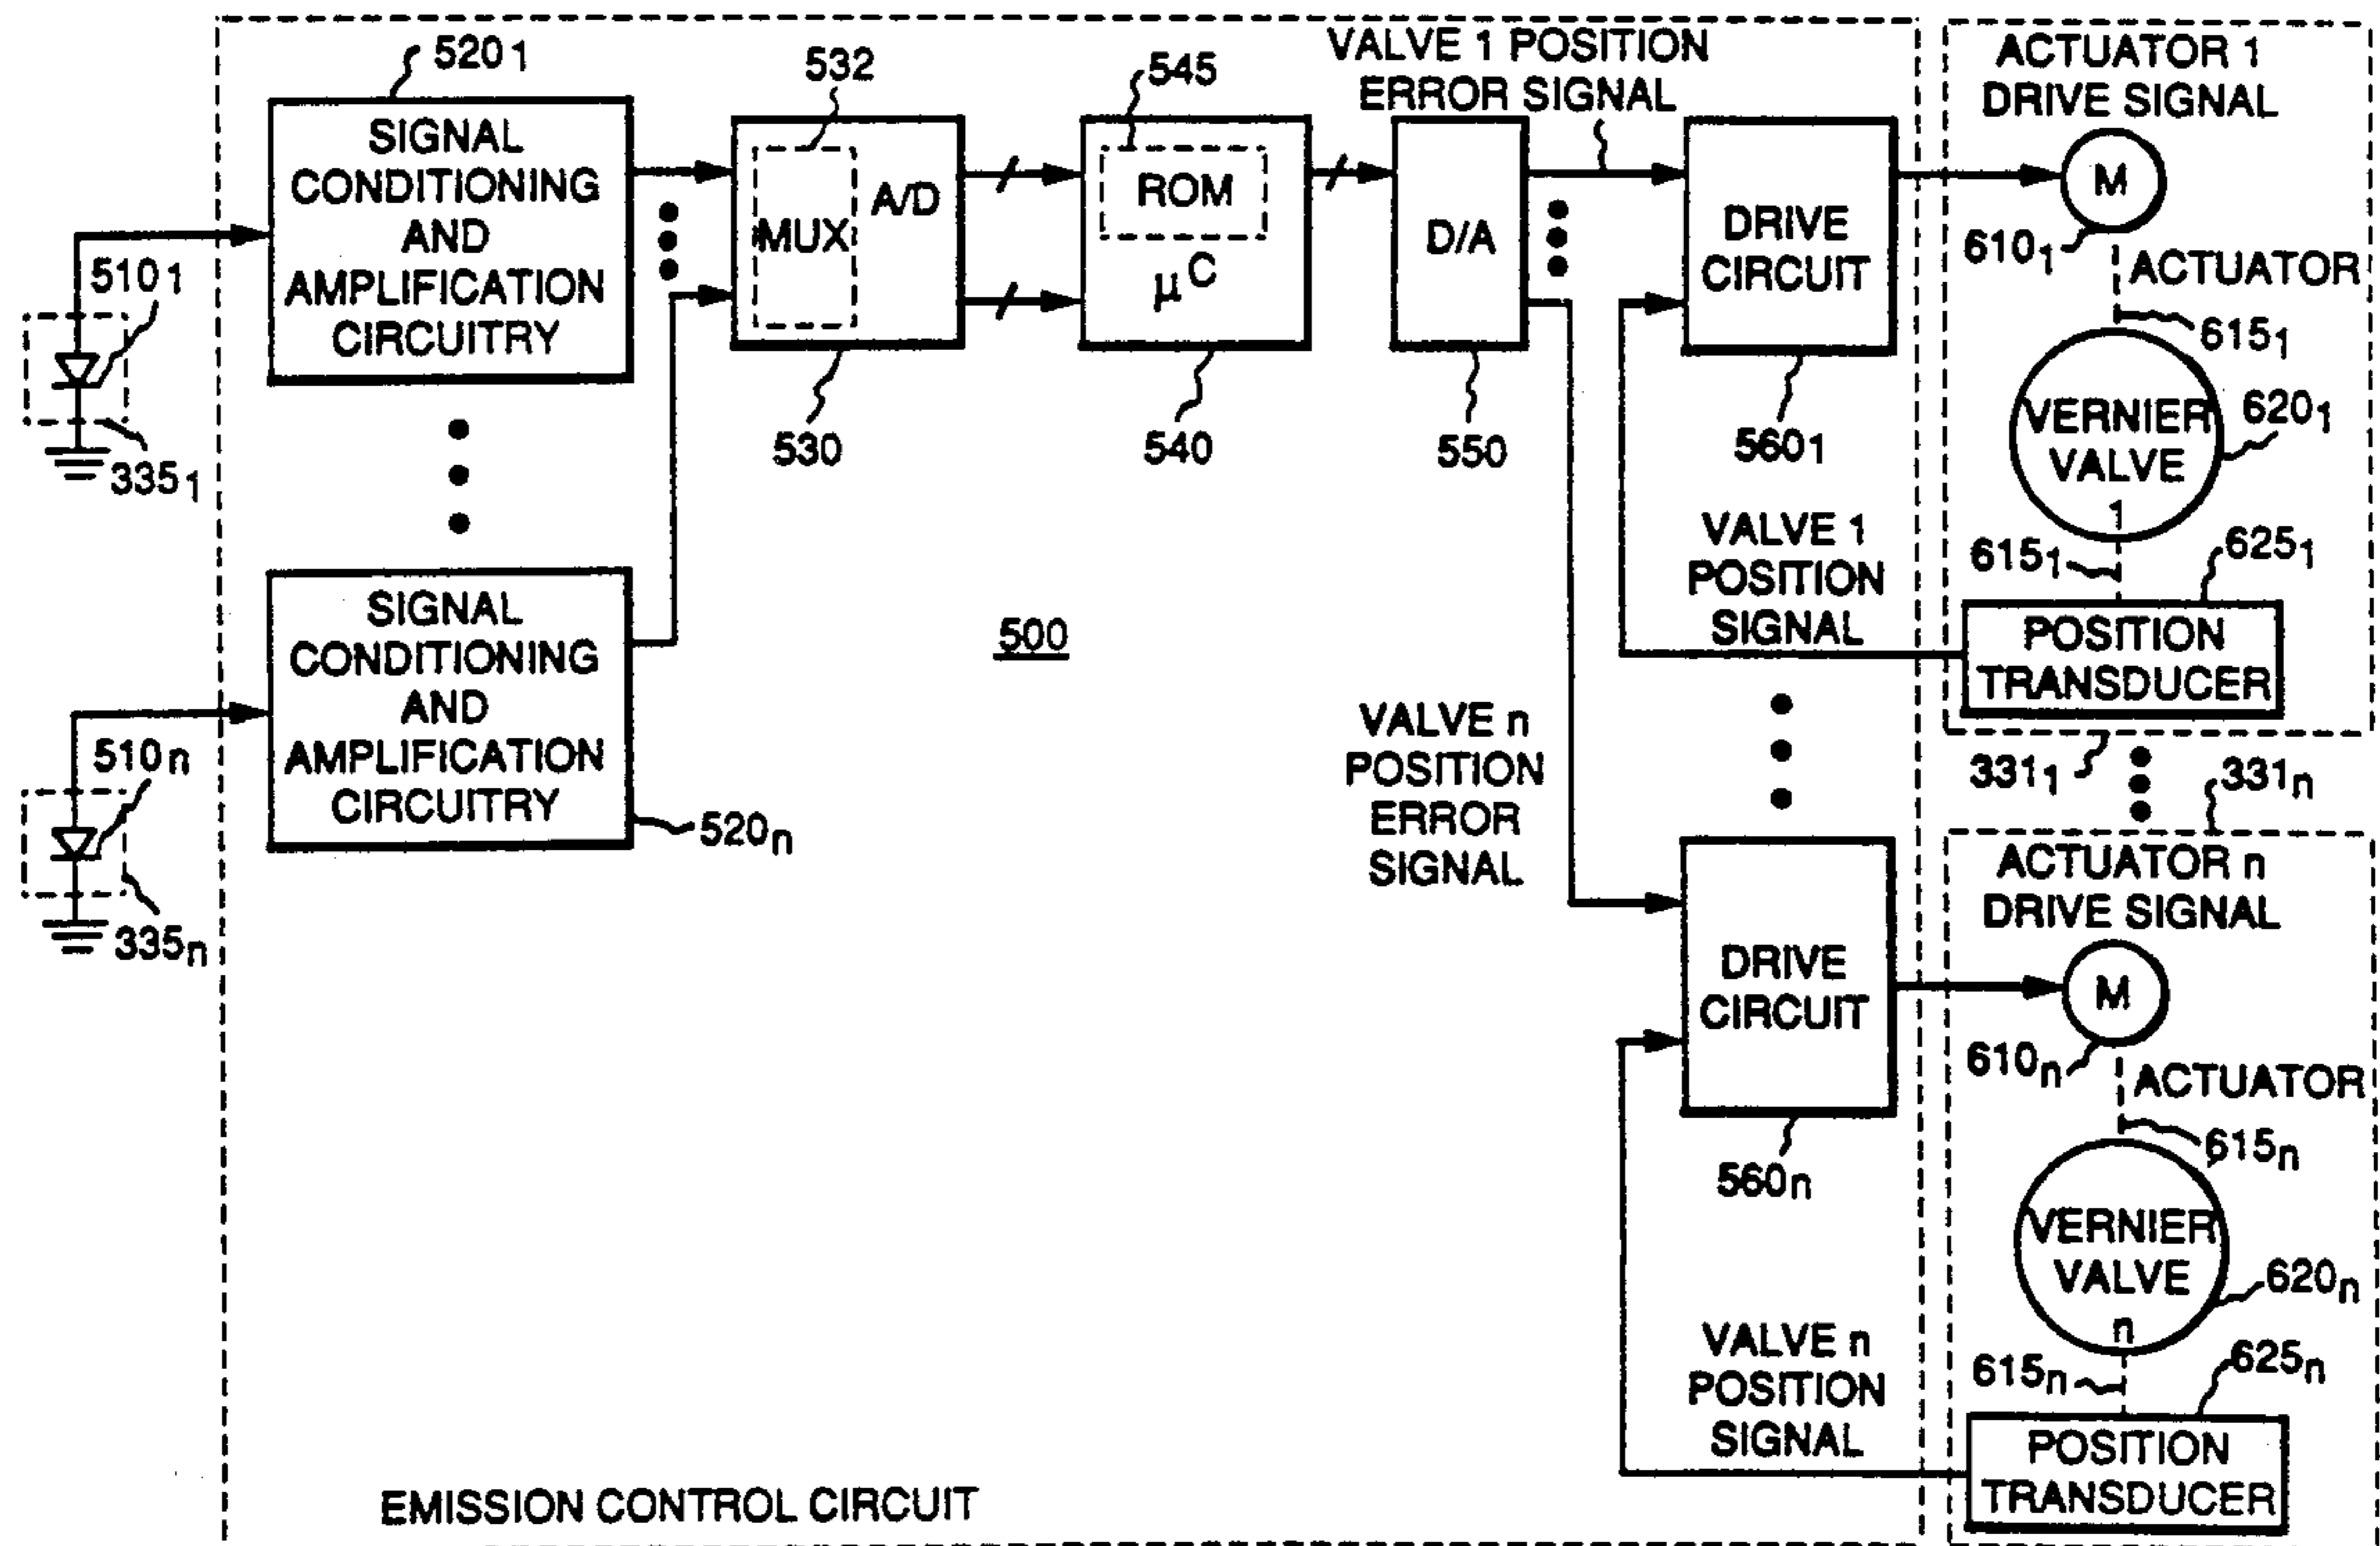 520₁
SIGNAL
CONDITIONING
AND
AMPLIFICATION
CIRCUITRY
510₁
335₁
532
MUX
A/D
530
545
ROM
μC
540
D/A
550
VALVE 1 POSITION
ERROR SIGNAL
DRIVE
CIRCUIT
560₁
VALVE 1
POSITION
SIGNAL
ACTUATOR 1
DRIVE SIGNAL
M
610₁
ACTUATOR
615₁
VERNIER
VALVE
1
620₁
615₁
625₁
POSITION
TRANSDUCER
331₁
500
SIGNAL
CONDITIONING
AND
AMPLIFICATION
CIRCUITRY
520ₙ
510ₙ
335ₙ
VALVE n
POSITION
ERROR
SIGNAL
DRIVE
CIRCUIT
560ₙ
VALVE n
POSITION
SIGNAL
331ₙ
ACTUATOR n
DRIVE SIGNAL
M
610ₙ
ACTUATOR
615ₙ
VERNIER
VALVE
n
620ₙ
615ₙ
625ₙ
POSITION
TRANSDUCER
EMISSION CONTROL CIRCUIT